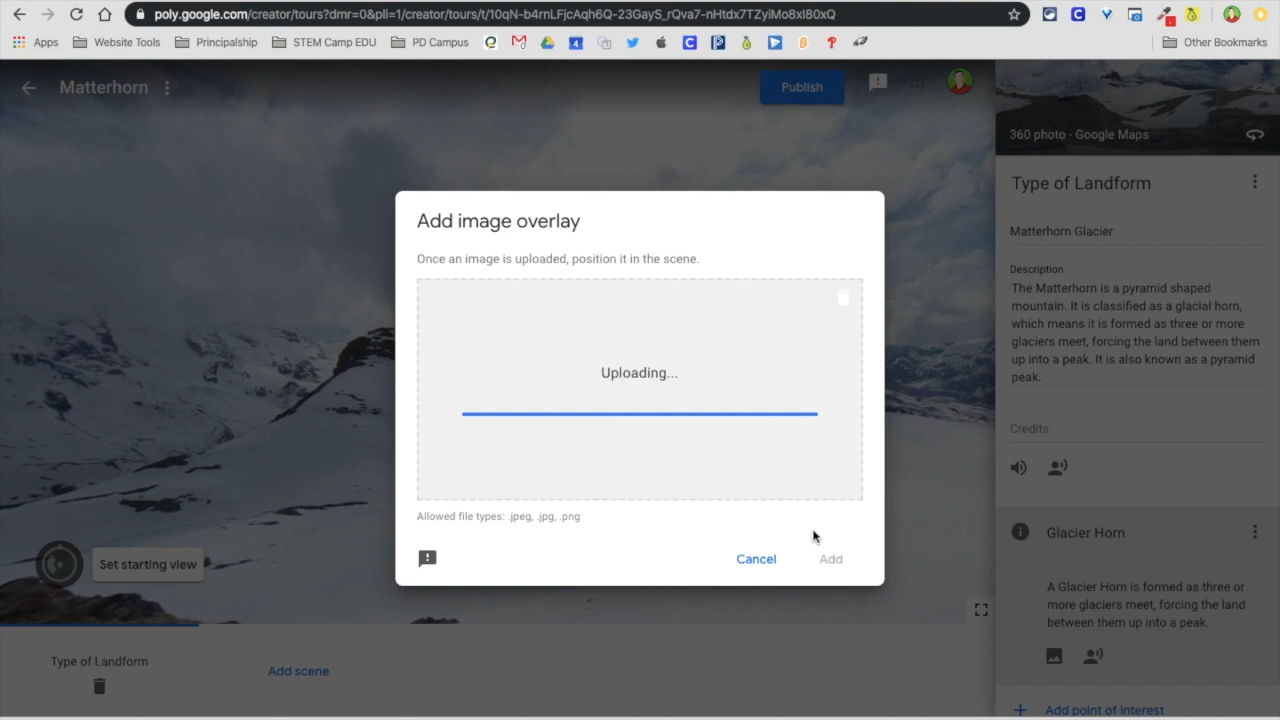 poly.google.com/creator/tours?dmr=0&pli=1/creator/tours/t/10qN-b4rnLFjcAqh6Q-23GayS_rQva7-nHtdx7TZyiMo8xI80xQ
Apps Website Tools Principalship STEM Camp EDU PD Campus Other Bookmarks
Matterhorn
Publish
360 photo - Google Maps
Type of Landform
Matterhorn Glacier
Description
The Matterhorn is a pyramid shaped
mountain. It is classified as a glacial horn,
which means it is formed as three or more
glaciers meet, forcing the land between them
up into a peak. It is also known as a pyramid
peak.
Credits
Glacier Horn
A Glacier Horn is formed as three or
more glaciers meet, forcing the land
between them up into a peak.
Add point of interest
Add image overlay
Once an image is uploaded, position it in the scene.
Uploading...
Allowed file types: .jpeg, .jpg, .png
Cancel
Add
Set starting view
Type of Landform
Add scene